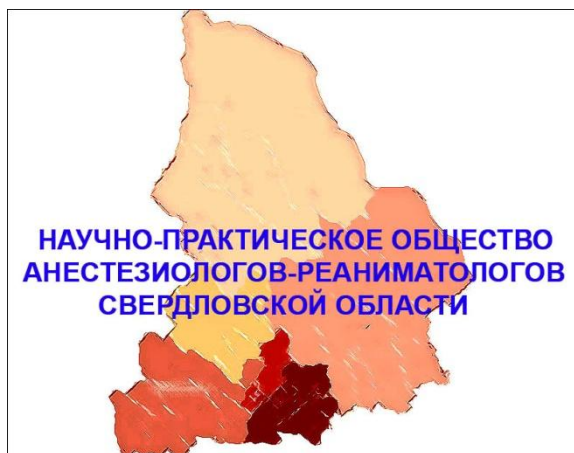 НАУЧНО-ПРАКТИЧЕСКОЕ ОБЩЕСТВО
АНЕСТЕЗИОЛОГОВ-РЕАНИМАТОЛОГОВ
СВЕРДЛОВСКОЙ ОБЛАСТИ